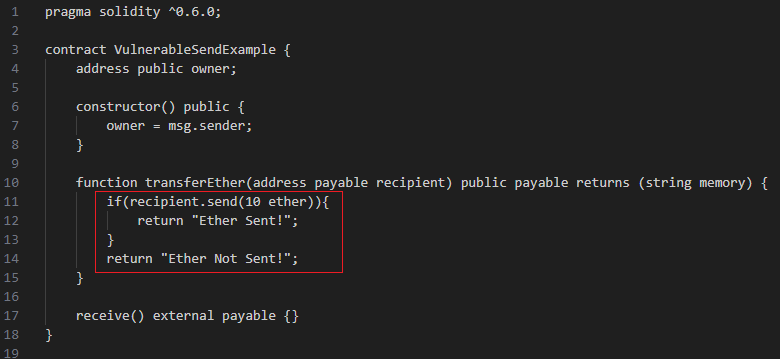 1 pragma solidity ^0.6.0;
2
3 contract VulnerableSendExample {
4     address public owner;
5
6     constructor() public {
7         owner = msg.sender;
8     }
9
10     function transferEther(address payable recipient) public payable returns (string memory) {
11         if(recipient.send(10 ether)){
12             return "Ether Sent!";
13         }
14         return "Ether Not Sent!";
15     }
16
17     receive() external payable {}
18 }
19